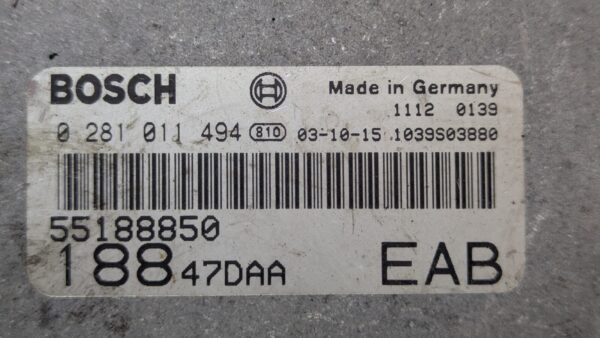 BOSCH Made in Germany
1112 0139
0 281 011 494 810 03-10-15 1039S03880
55188850
188 47DAA EAB